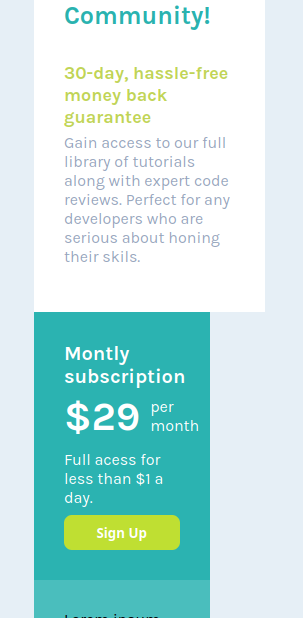 Community!
30-day, hassle-free
money back
guarantee
Gain access to our full
library of tutorials
along with expert code
reviews. Perfect for any
developers who are
serious about honing
their skils.
Montly
subscription
$29 per
month
Full acess for
less than $1 a
day.
Sign Up
Lorem ipsum